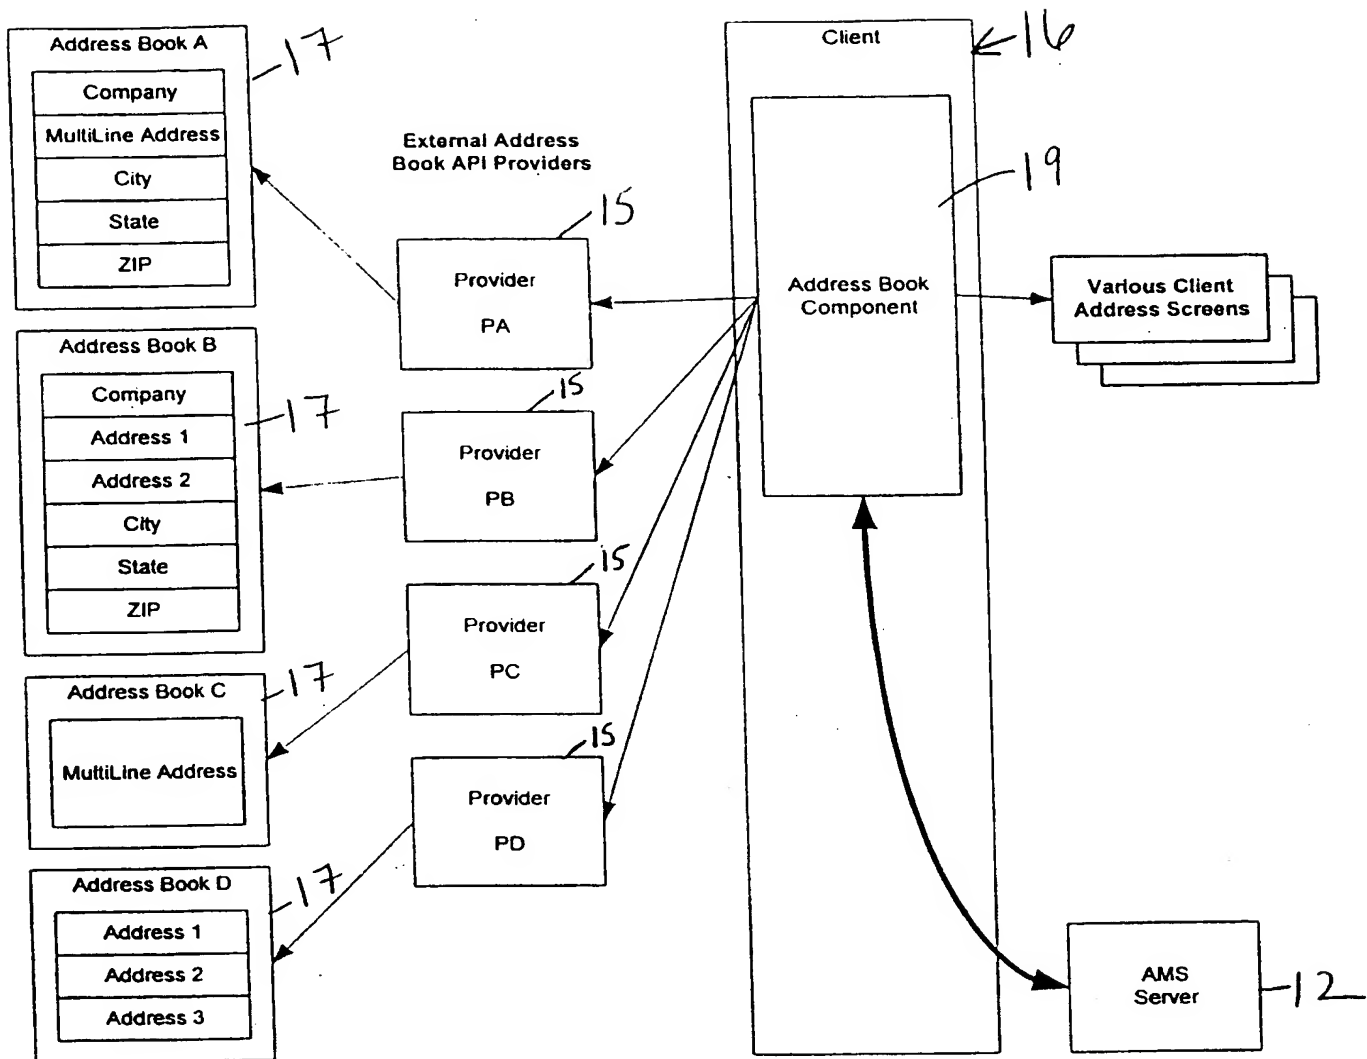 Address Book A
17
Company
MultiLine Address
City
State
ZIP
Address Book B
17
Company
Address 1
Address 2
City
State
ZIP
Address Book C
17
MultiLine Address
Address Book D
17
Address 1
Address 2
Address 3
External Address
Book API Providers
15
Provider
PA
15
Provider
PB
15
Provider
PC
15
Provider
PD
Client
16
19
Address Book
Component
Various Client
Address Screens
AMS
Server
12